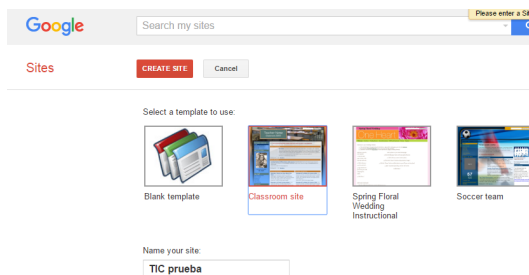 Please enter a Si
Google
Search my sites
Sites
CREATE SITE
Cancel
Select a template to use:
Blank template
Classroom site
Spring Floral
Wedding
Instructional
Soccer team
Name your site:
TIC prueba